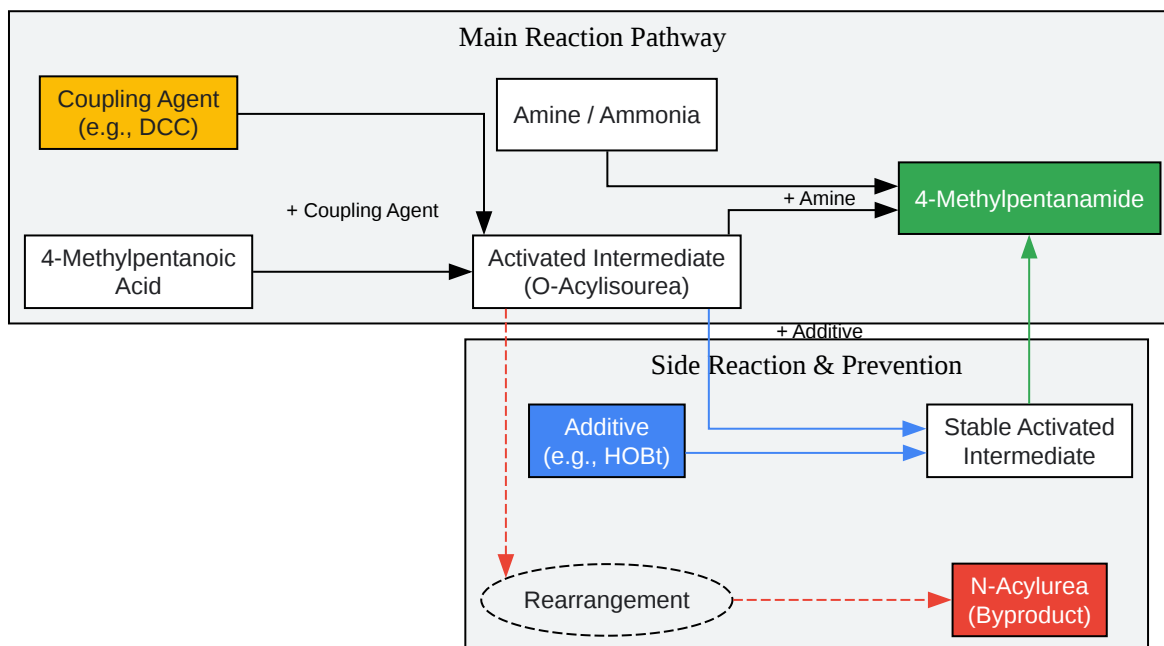 Main Reaction Pathway
Coupling Agent
(e.g., DCC)
Amine / Ammonia
+ Amine
4-Methylpentanamide
+ Coupling Agent
4-Methylpentanoic
Acid
Activated Intermediate
(O-Acylisourea)
+ Additive
Side Reaction & Prevention
Additive
(e.g., HOBt)
Stable Activated
Intermediate
Rearrangement
N-Acylurea
(Byproduct)